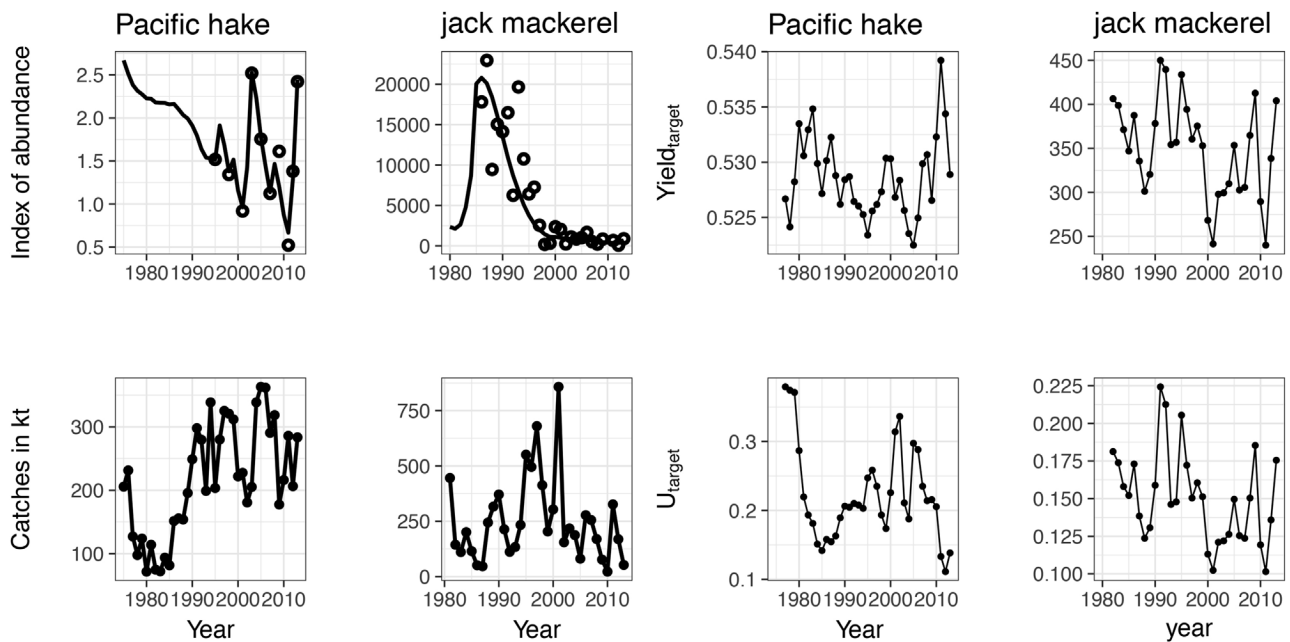 Pacific hake
jack mackerel
Pacific hake
jack mackerel
Index of abundance
2.5
2.0
1.5
1.0
0.5
1980 1990 2000 2010
20000
15000
10000
5000
0
1980 1990 2000 2010
Yield target
0.540
0.535
0.530
0.525
1980 1990 2000 2010
450
400
350
300
250
1980 1990 2000 2010
Catches in kt
300
200
100
1980 1990 2000 2010
Year
750
500
250
0
1980 1990 2000 2010
Year
U target
0.3
0.2
0.1
1980 1990 2000 2010
Year
0.225
0.200
0.175
0.150
0.125
0.100
1980 1990 2000 2010
year